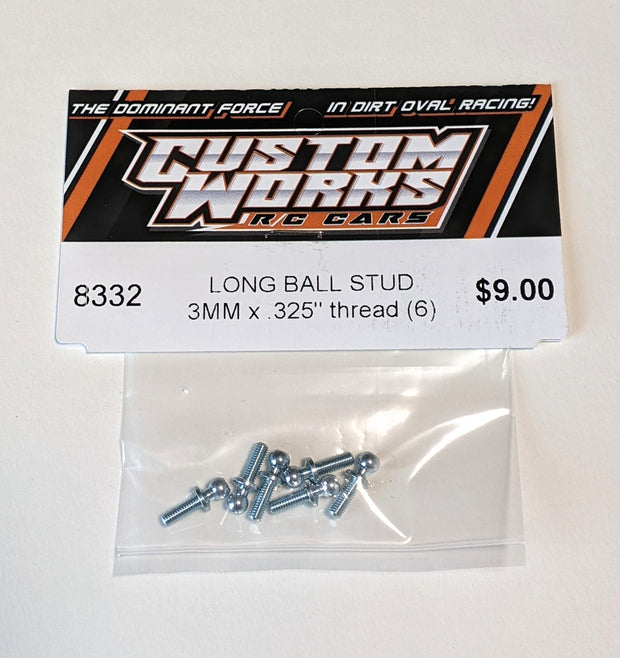 THE DOMINANT FORCE IN DIRT OVAL RACING!
CUSTOM
WORKS
R/C CARS
8332 LONG BALL STUD $9.00
3MM x .325" thread (6)